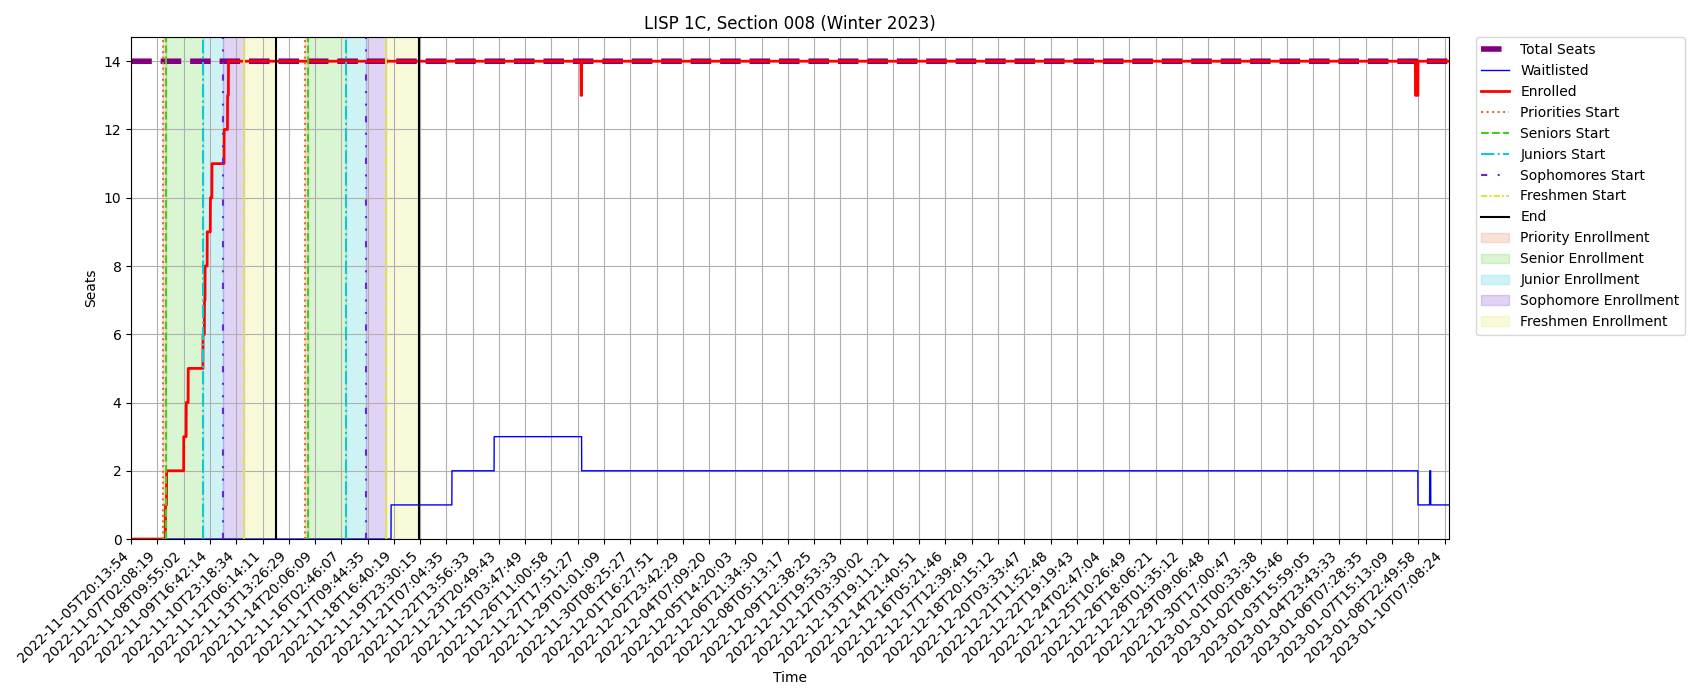 LISP 1C, Section 008 (Winter 2023)
Seats
14
12
10
8
6
4
2
0
2022-11-05T20:13:54
2022-11-07T02:08:19
2022-11-08T09:55:02
2022-11-09T16:42:14
2022-11-10T23:18:34
2022-11-12T06:14:11
2022-11-13T13:26:29
2022-11-14T20:06:09
2022-11-16T02:46:07
2022-11-17T09:44:35
2022-11-18T16:40:19
2022-11-19T23:30:15
2022-11-21T07:04:35
2022-11-22T13:56:33
2022-11-23T20:49:43
2022-11-25T03:47:49
2022-11-26T11:00:58
2022-11-27T17:51:27
2022-11-29T01:01:09
2022-11-30T08:25:27
2022-12-01T16:27:51
2022-12-02T23:42:29
2022-12-04T07:09:20
2022-12-05T14:20:03
2022-12-06T21:34:30
2022-12-08T05:13:17
2022-12-09T12:38:25
2022-12-10T19:53:33
2022-12-12T03:30:02
2022-12-13T19:11:21
2022-12-14T21:40:51
2022-12-16T05:21:46
2022-12-17T12:39:49
2022-12-18T20:15:12
2022-12-20T03:33:47
2022-12-21T11:52:48
2022-12-22T19:19:43
2022-12-24T02:47:04
2022-12-25T10:26:49
2022-12-26T18:06:21
2022-12-28T01:35:12
2022-12-29T09:06:48
2022-12-30T17:00:47
2023-01-01T00:33:38
2023-01-02T08:15:46
2023-01-03T15:59:05
2023-01-04T23:43:33
2023-01-06T07:28:35
2023-01-07T15:13:09
2023-01-08T22:49:58
2023-01-10T07:08:24
Time
Total Seats
Waitlisted
Enrolled
Priorities Start
Seniors Start
Juniors Start
Sophomores Start
Freshmen Start
End
Priority Enrollment
Senior Enrollment
Junior Enrollment
Sophomore Enrollment
Freshmen Enrollment